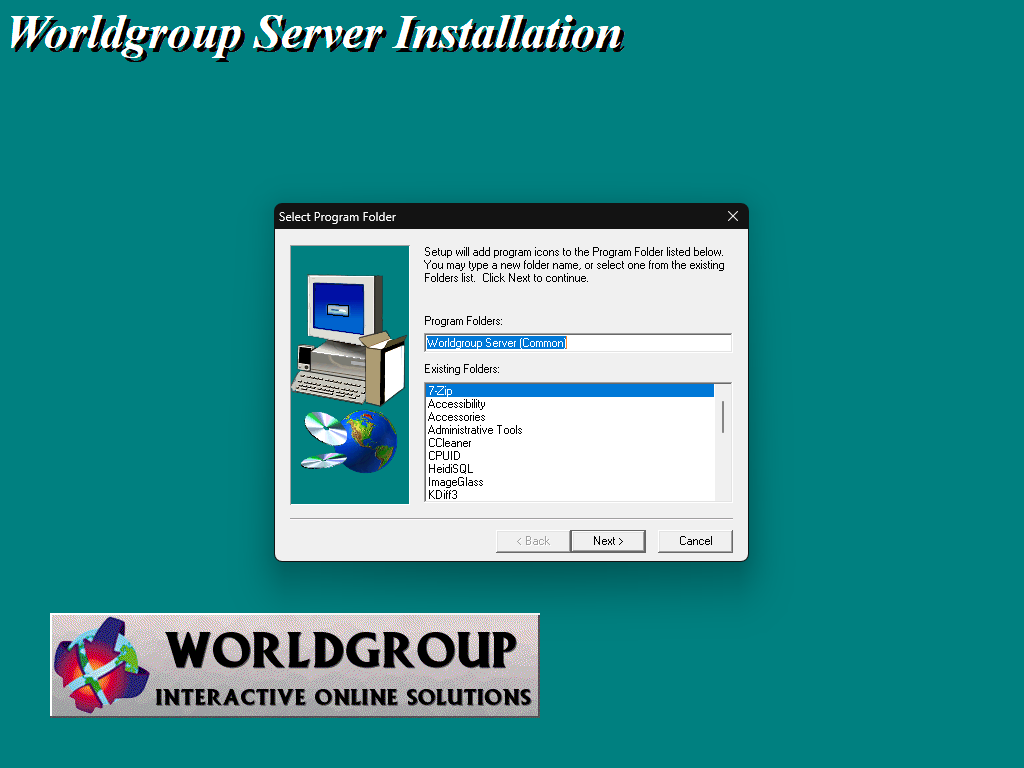 Worldgroup Server Installation
Select Program Folder
Setup will add program icons to the Program Folder listed below.
You may type a new folder name, or select one from the existing
Folders list.  Click Next to continue.
Program Folders:
Worldgroup Server (Common)
Existing Folders:
7-Zip
Accessibility
Accessories
Administrative Tools
CCleaner
CPUID
HeidiSQL
ImageGlass
KDiff3
< Back
Next >
Cancel
WORLDGROUP
INTERACTIVE ONLINE SOLUTIONS